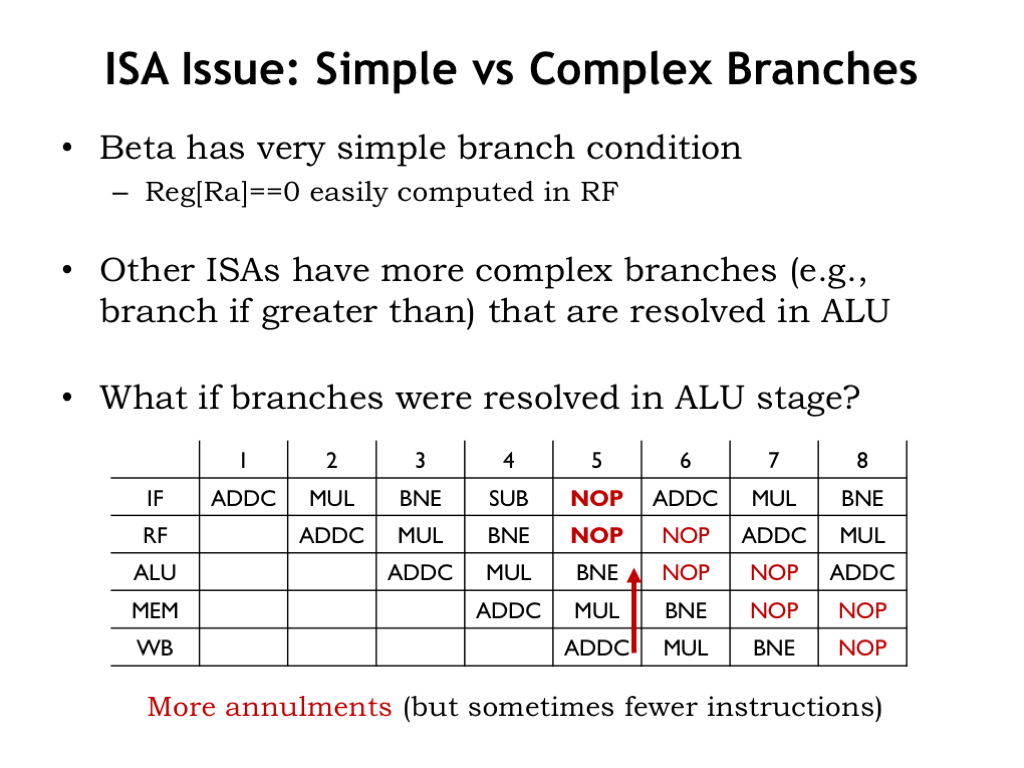 ISA Issue: Simple vs Complex Branches
• Beta has very simple branch condition
– Reg[Ra]==0 easily computed in RF
• Other ISAs have more complex branches (e.g.,
branch if greater than) that are resolved in ALU
• What if branches were resolved in ALU stage?
1 2 3 4 5 6 7 8
IF ADDC MUL BNE SUB NOP ADDC MUL BNE
RF ADDC MUL BNE NOP NOP ADDC MUL
ALU ADDC MUL BNE NOP NOP ADDC
MEM ADDC MUL BNE NOP NOP
WB ADDC MUL BNE NOP
More annulments (but sometimes fewer instructions)